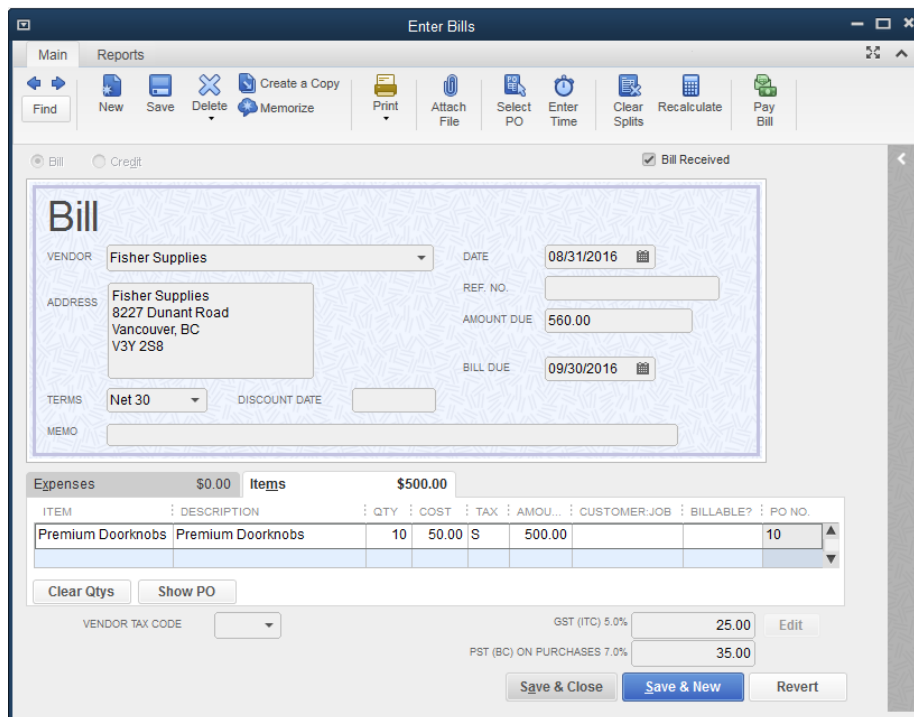 Enter Bills
Main Reports
Find New Save Delete Create a Copy Memorize Print Attach File Select PO Enter Time Clear Splits Recalculate Pay Bill
Bill Credit Bill Received
Bill
VENDOR Fisher Supplies DATE 08/31/2016
REF. NO.
ADDRESS Fisher Supplies
8227 Dunant Road
Vancouver, BC
V3Y 2S8
AMOUNT DUE 560.00
BILL DUE 09/30/2016
TERMS Net 30 DISCOUNT DATE
MEMO
Expenses $0.00 Items $500.00
ITEM DESCRIPTION QTY COST TAX AMOU... CUSTOMER:JOB BILLABLE? PO NO.
Premium Doorknobs Premium Doorknobs 10 50.00 S 500.00 10
Clear Qtys Show PO
VENDOR TAX CODE GST (ITC) 5.0% 25.00 Edit
PST (BC) ON PURCHASES 7.0% 35.00
Save & Close Save & New Revert